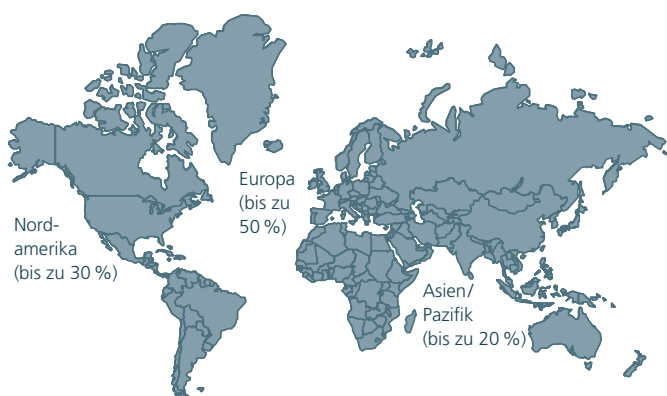 Nord-
amerika
(bis zu 30 %)
Europa
(bis zu
50 %)
Asien/
Pazifik
(bis zu 20 %)